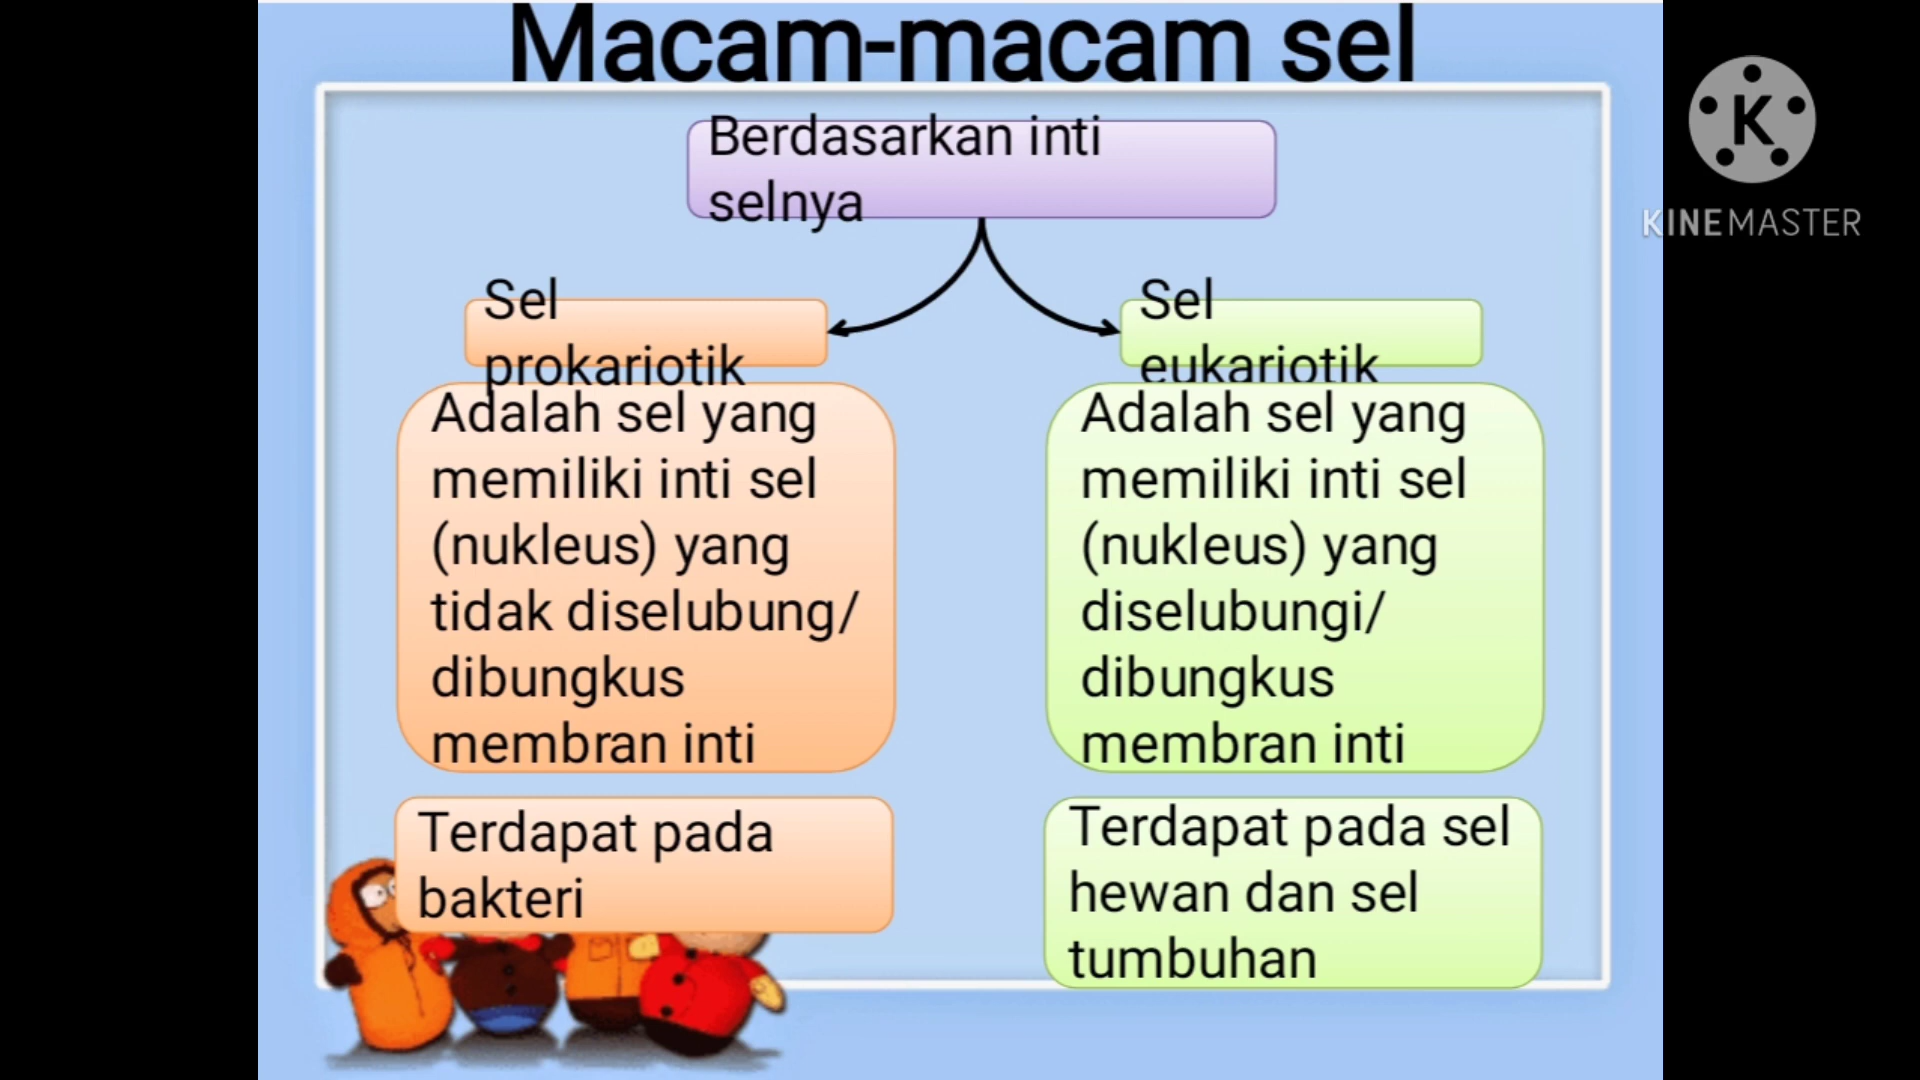 Macam-macam sel
Berdasarkan inti
selnya
Sel
prokariotik
Sel
eukariotik
Adalah sel yang
memiliki inti sel
(nukleus) yang
tidak diselubung/
dibungkus
membran inti
Adalah sel yang
memiliki inti sel
(nukleus) yang
diselubungi/
dibungkus
membran inti
Terdapat pada
bakteri
Terdapat pada sel
hewan dan sel
tumbuhan
K
KINEMASTER